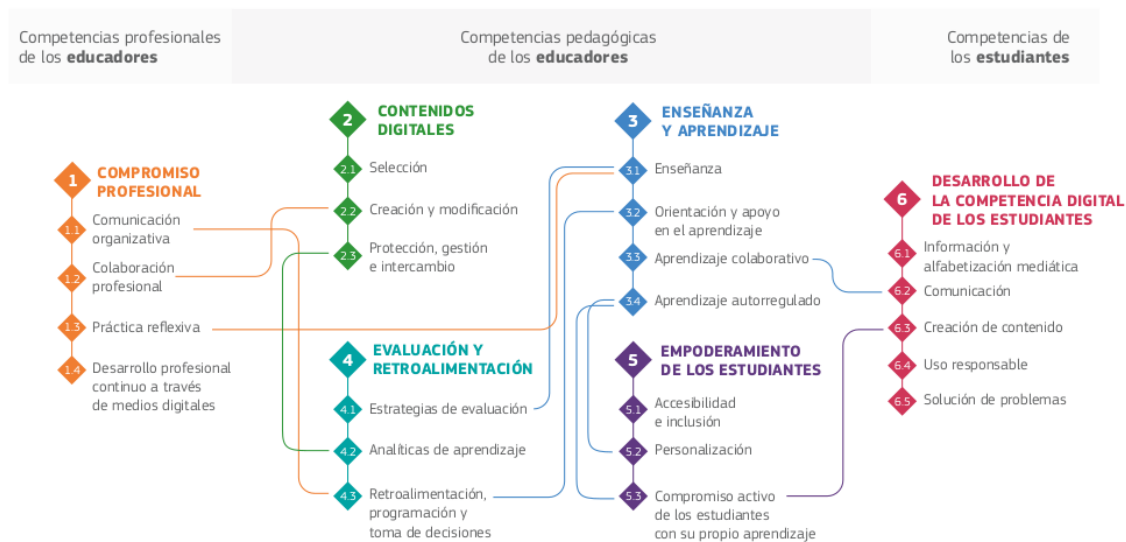 Competencias profesionales
de los educadores
Competencias pedagógicas
de los educadores
Competencias de
los estudiantes
1
COMPROMISO
PROFESIONAL
1.1
Comunicación
organizativa
1.2
Colaboración
profesional
1.3
Práctica reflexiva
1.4
Desarrollo profesional
continuo a través
de medios digitales
2
CONTENIDOS
DIGITALES
2.1
Selección
2.2
Creación y modificación
2.3
Protección, gestión
e intercambio
3
ENSEÑANZA
Y APRENDIZAJE
3.1
Enseñanza
3.2
Orientación y apoyo
en el aprendizaje
3.3
Aprendizaje colaborativo
3.4
Aprendizaje autorregulado
4
EVALUACIÓN Y
RETROALIMENTACIÓN
4.1
Estrategias de evaluación
4.2
Analíticas de aprendizaje
4.3
Retroalimentación,
programación y
toma de decisiones
5
EMPODERAMIENTO
DE LOS ESTUDIANTES
5.1
Accesibilidad
e inclusión
5.2
Personalización
5.3
Compromiso activo
de los estudiantes
con su propio aprendizaje
6
DESARROLLO DE
LA COMPETENCIA DIGITAL
DE LOS ESTUDIANTES
6.1
Información y
alfabetización mediática
6.2
Comunicación
6.3
Creación de contenido
6.4
Uso responsable
6.5
Solución de problemas